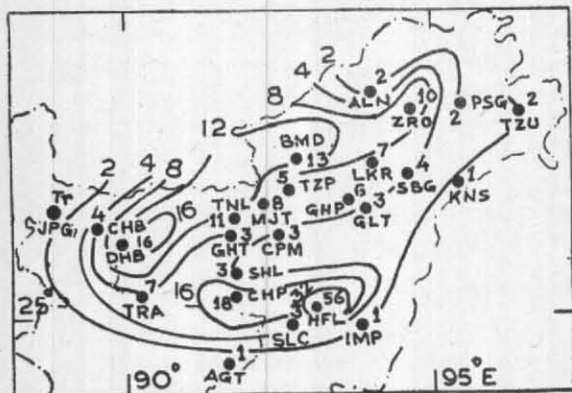 2
4 2
ALN
8
10
ZRO
2
PSG
2
TZU
12
BMD
13
7
LKR
4
SBG
1
KNS
2 4 8
5
TZP
6
GHP
3
GLT
Tr
JPG
4
CHB
16
16
DHB
TNL
11
8
MJT
3
GHT
3
CPM
3
SHL
7
TRA
16
CHP
18
56
HFL
3
SLC
1
IMP
25
1
AGT
90°
95°E